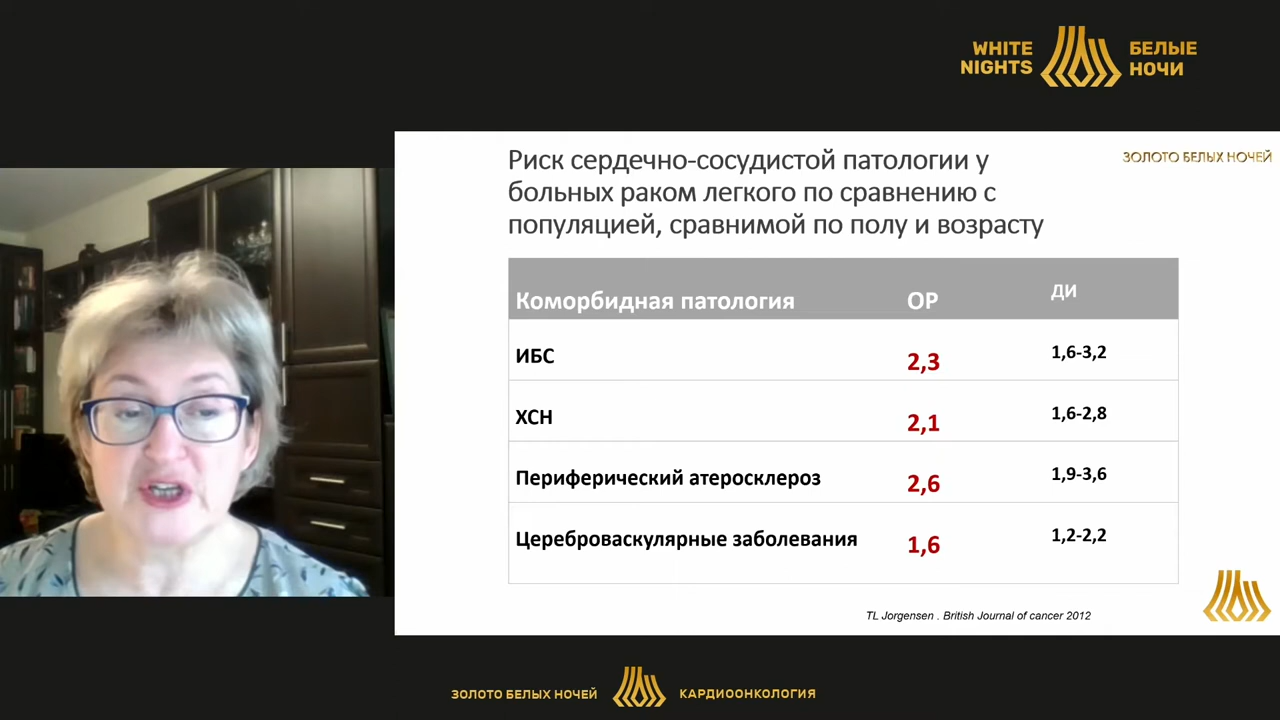 WHITE
NIGHTS
БЕЛЫЕ
НОЧИ
ЗОЛОТО БЕЛЫХ НОЧЕЙ
Риск сердечно-сосудистой патологии у
больных раком легкого по сравнению с
популяцией, сравнимой по полу и возрасту
Коморбидная патология ОР ДИ
ИБС 2,3 1,6-3,2
ХСН 2,1 1,6-2,8
Периферический атеросклероз 2,6 1,9-3,6
Цереброваскулярные заболевания 1,6 1,2-2,2
TL Jorgensen . British Journal of cancer 2012
ЗОЛОТО БЕЛЫХ НОЧЕЙ КАРДИООНКОЛОГИЯ